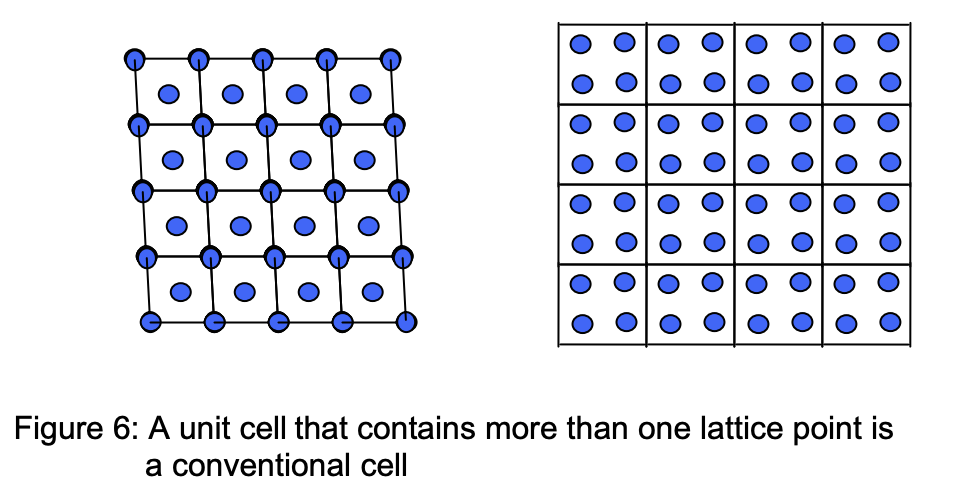 Figure 6: A unit cell that contains more than one lattice point is
a conventional cell